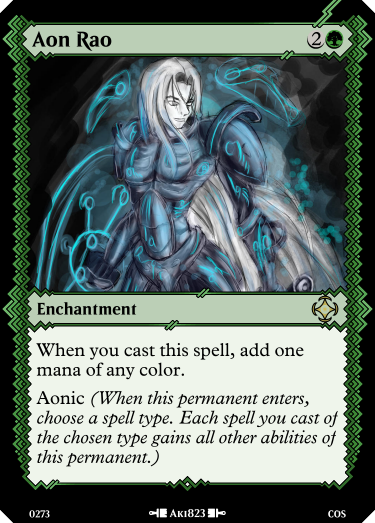 Aon Rao 2
Enchantment
When you cast this spell, add one
mana of any color.
Aonic (When this permanent enters,
choose a spell type. Each spell you cast of
the chosen type gains all other abilities of
this permanent.)
0273 Aki823 COS